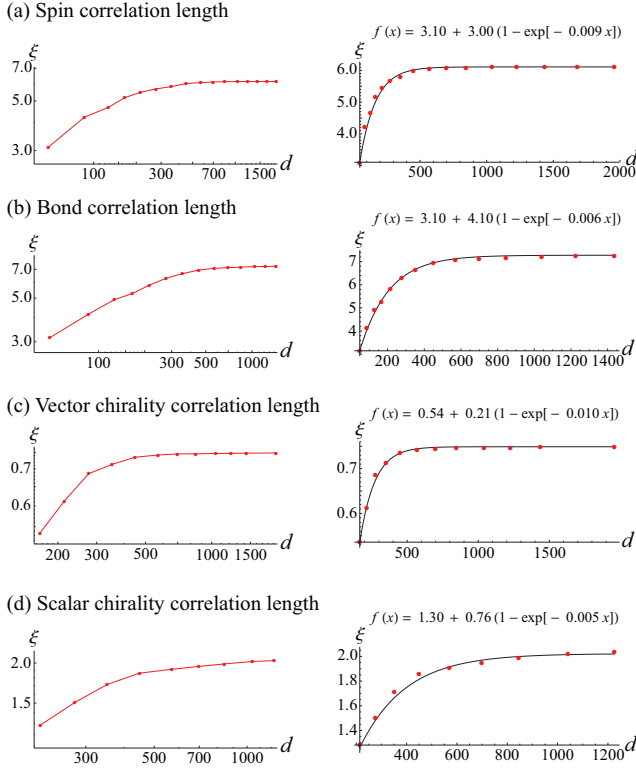 (a) Spin correlation length
ξ
7.0
5.0
3.0
100 300 700 1500 d
f (x) = 3.10 + 3.00 (1 − exp[ − 0.009 x] )
ξ
6.0
5.0
4.0
500 1000 1500 2000 d
(b) Bond correlation length
ξ
7.0
5.0
3.0
100 300 500 1000 d
f (x) = 3.10 + 4.10 (1 − exp[ − 0.006 x] )
ξ
7
6
5
4
200 400 600 800 1000 1200 1400 d
(c) Vector chirality correlation length
ξ
0.7
0.6
200 300 500 1000 1500 d
f (x) = 0.54 + 0.21 (1 − exp[ − 0.010 x] )
ξ
0.7
0.6
500 1000 1500 d
(d) Scalar chirality correlation length
ξ
2.0
1.5
300 500 700 1000 d
f (x) = 1.30 + 0.76 (1 − exp[ − 0.005 x] )
ξ
2.0
1.8
1.6
1.4
400 600 800 1000 1200 d